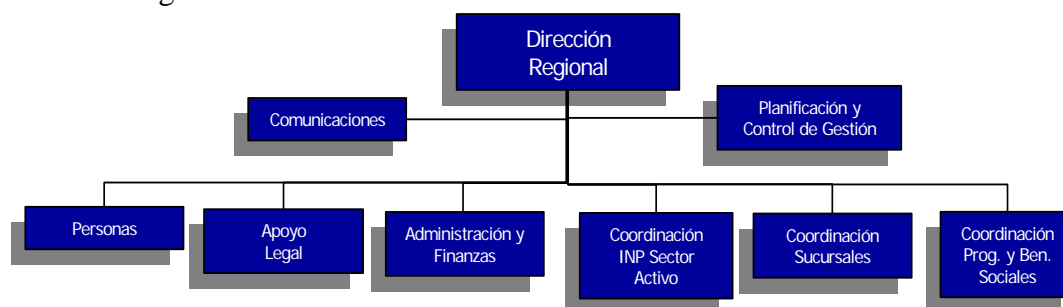 Dirección
Regional
Comunicaciones
Planificación y
Control de Gestión
Personas
Apoyo
Legal
Administración y
Finanzas
Coordinación
INP Sector
Activo
Coordinación
Sucursales
Coordinación
Prog. y Ben.
Sociales